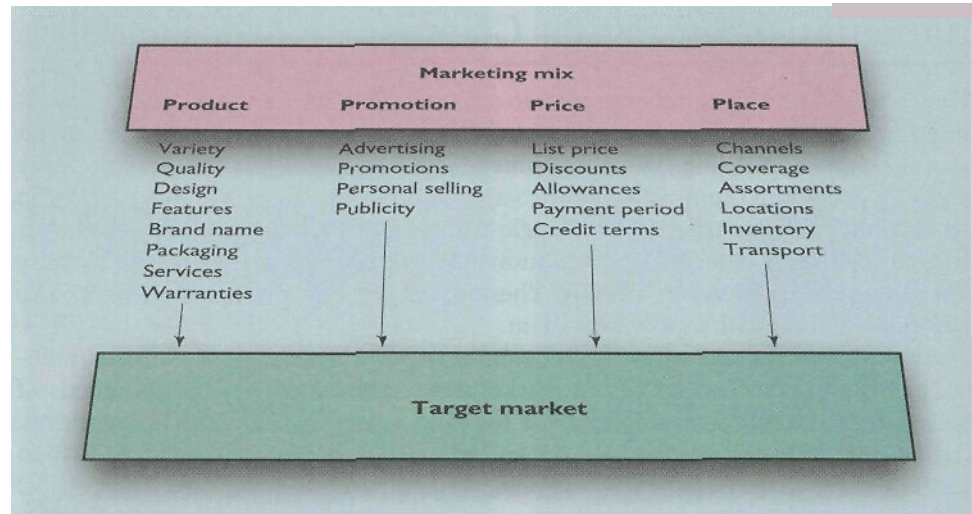 Marketing mix
Product Promotion Price Place
Variety
Quality
Design
Features
Brand name
Packaging
Services
Warranties
Advertising
Promotions
Personal selling
Publicity
List price
Discounts
Allowances
Payment period
Credit terms
Channels
Coverage
Assortments
Locations
Inventory
Transport
Target market